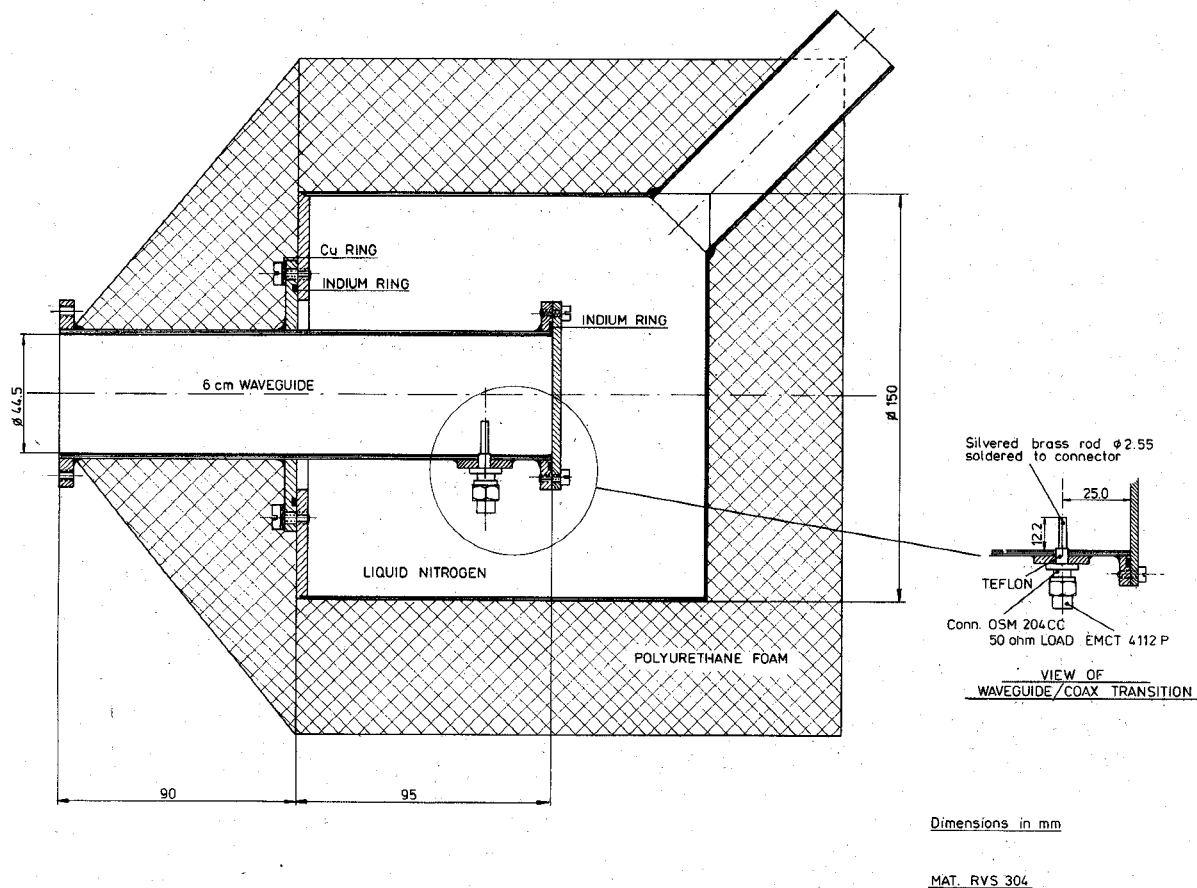 Cu RING
INDIUM RING
INDIUM RING
6 cm WAVEGUIDE
ø 44.5
ø 150
LIQUID NITROGEN
POLYURETHANE FOAM
90
95
Silvered brass rod ø 2.55
soldered to connector
25.0
12.2
TEFLON
Conn. OSM 204CC
50 ohm LOAD EMCT 4112 P
VIEW OF
WAVEGUIDE/COAX TRANSITION
Dimensions in mm
MAT. RVS 304